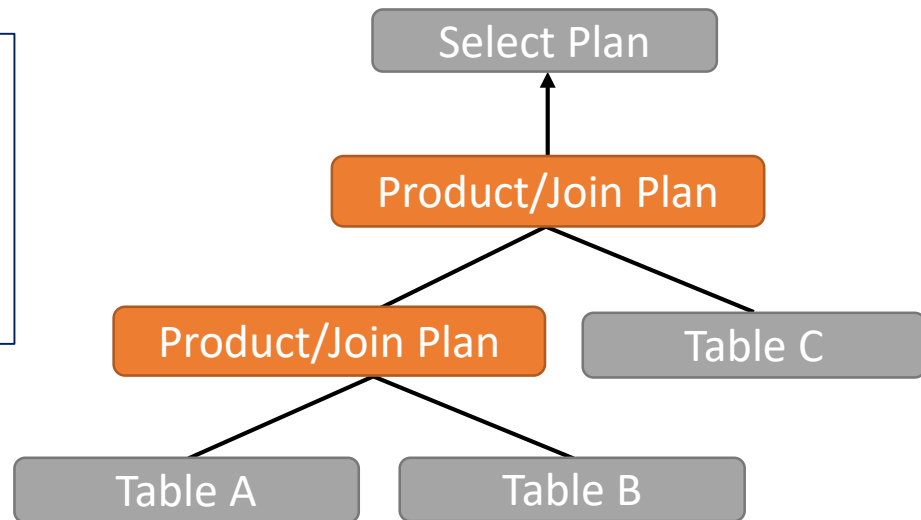 Select Plan
Product/Join Plan
Product/Join Plan
Table C
Table A
Table B